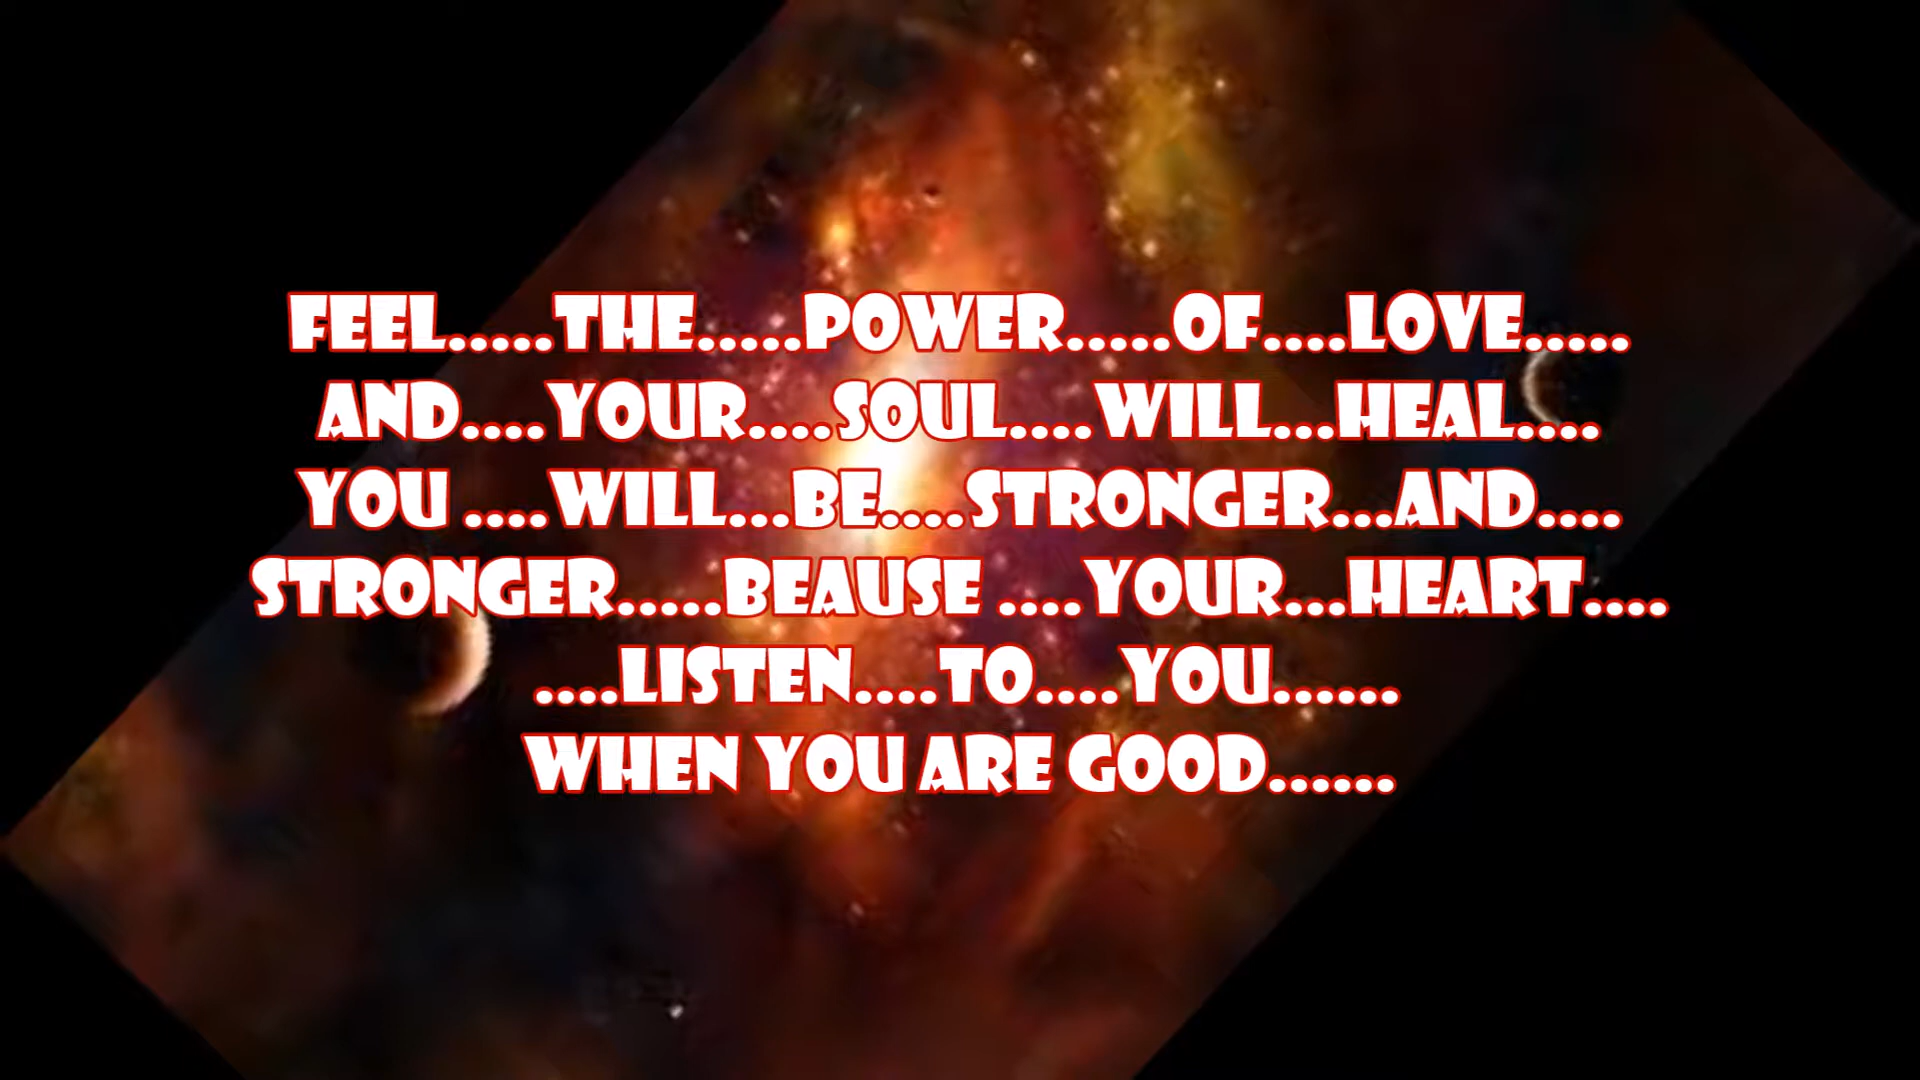 FEEL.....THE.....POWER.....OF....LOVE.....
AND....YOUR....SOUL....WILL...HEAL....
YOU ....WILL...BE....STRONGER...AND....
STRONGER.....BEAUSE ....YOUR...HEART....
....LISTEN....TO....YOU......
WHEN YOU ARE GOOD......